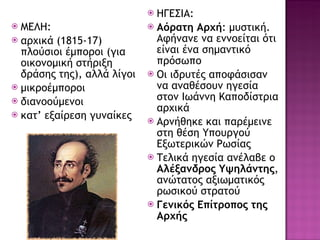 ΜΕΛΗ:
αρχικά (1815-17)
πλούσιοι έμποροι (για
οικονομική στήριξη
δράσης της), αλλά λίγοι
μικροέμποροι
διανοούμενοι
κατ’ εξαίρεση γυναίκες
ΗΓΕΣΙΑ:
Αόρατη Αρχή: μυστική.
Αφήνανε να εννοείται ότι
είναι ένα σημαντικό
πρόσωπο
Οι ιδρυτές αποφάσισαν
να αναθέσουν ηγεσία
στον Ιωάννη Καποδίστρια
αρχικά
Αρνήθηκε και παρέμεινε
στη θέση Υπουργού
Εξωτερικών Ρωσίας
Τελικά ηγεσία ανέλαβε ο
Αλέξανδρος Υψηλάντης,
ανώτατος αξιωματικός
ρωσικού στρατού
Γενικός Επίτροπος της
Αρχής